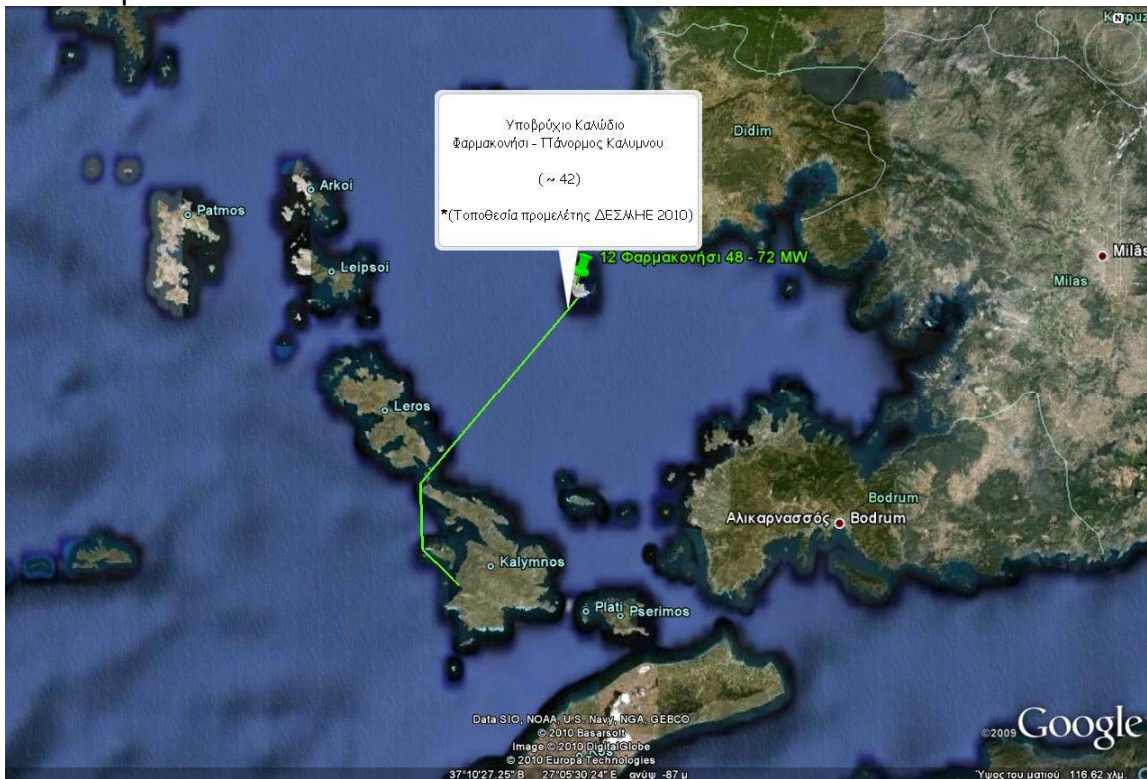 N
Didim
Υποβρύχιο Καλώδιο
Φαρμακονήσι - Πάνορμος Καλυμνου
( ~ 42)
*(Τοποθεσία προμελέτης ΔΕΣΜΗΕ 2010)
Arkoi
Patmos
12 Φαρμακονήσι 48 - 72 MW
Leipsoi
Milas
Leros
Bodrum
Αλικαρνασσός Bodrum
Kalymnos
Plati Pserimos
Data SIO, NOAA, U.S. Navy, NGA, GEBCO
© 2010 Basarsoft
Image © 2010 DigitalGlobe
© 2010 Europa Technologies
©2009 Google
37°10'27.25" Β 27°05'30.24" Ε ανύψ -87 μ
Ύψος του ματιού 116.62 χλμ.